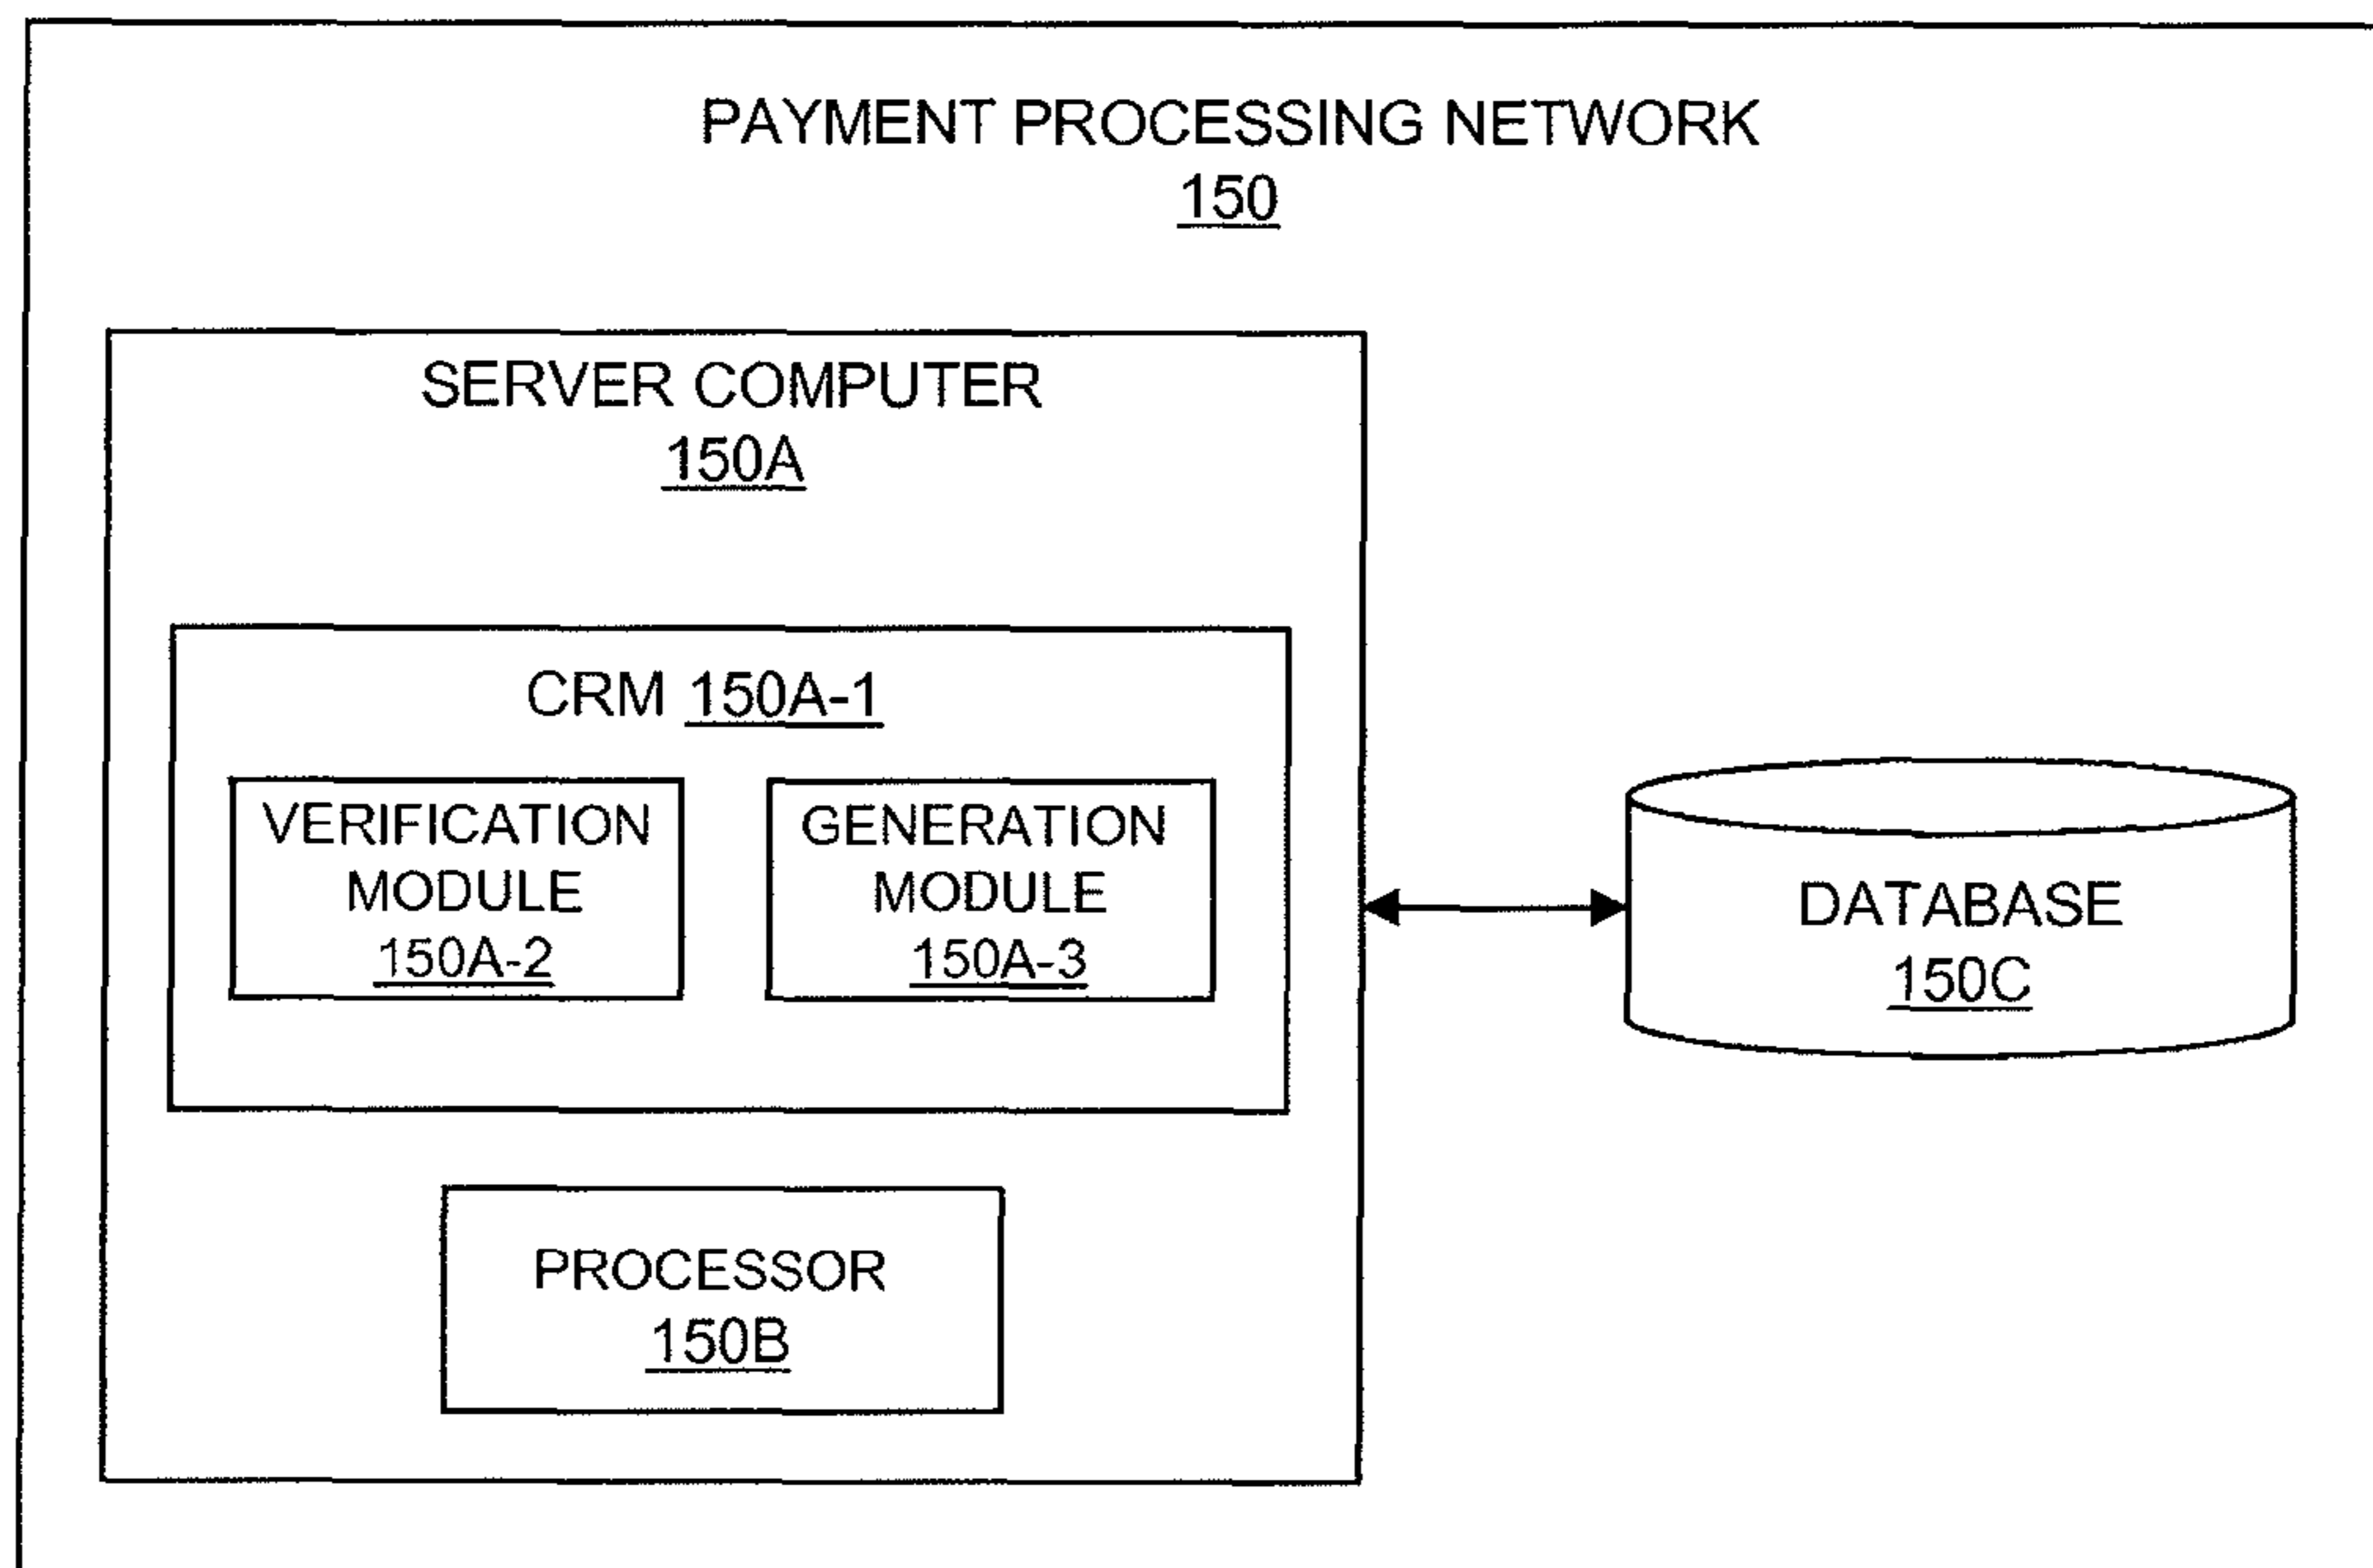 PAYMENT PROCESSING NETWORK
150
SERVER COMPUTER
150A
CRM 150A-1
VERIFICATION
MODULE
150A-2
GENERATION
MODULE
150A-3
DATABASE
150C
PROCESSOR
150B